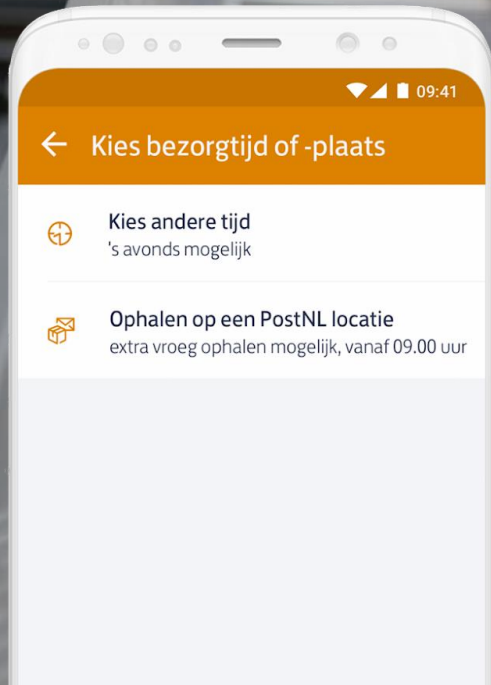 09:41
Kies bezorgtijd of -plaats
Kies andere tijd
's avonds mogelijk
Ophalen op een PostNL locatie
extra vroeg ophalen mogelijk, vanaf 09.00 uur